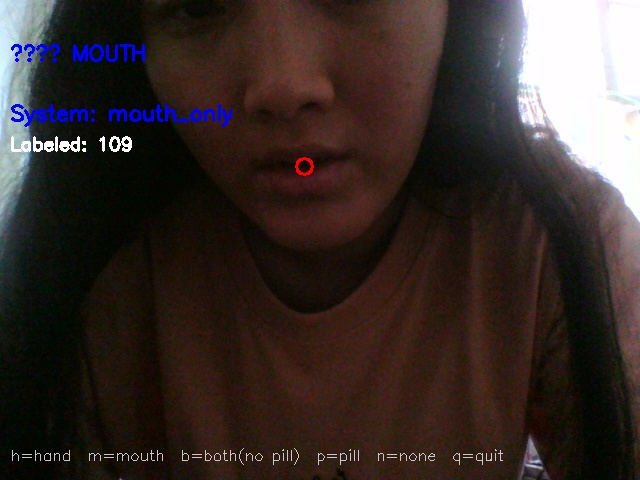 ???? MOUTH
System: mouth_only
Labeled: 109
h=hand m=mouth b=both(no pill) p=pill n=none q=quit